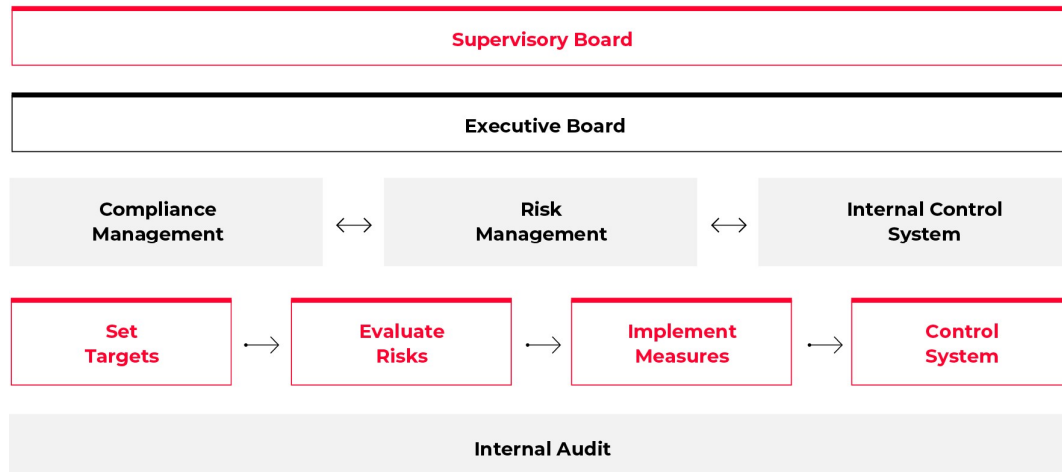 Supervisory Board
Executive Board
Compliance
Management
Risk
Management
Internal Control
System
Set
Targets
Evaluate
Risks
Implement
Measures
Control
System
Internal Audit